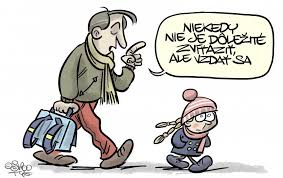 NIEKEDY
NIE JE DÔLEŽITÉ
ZVÍŤAZIŤ,
ALE VZDAŤ SA